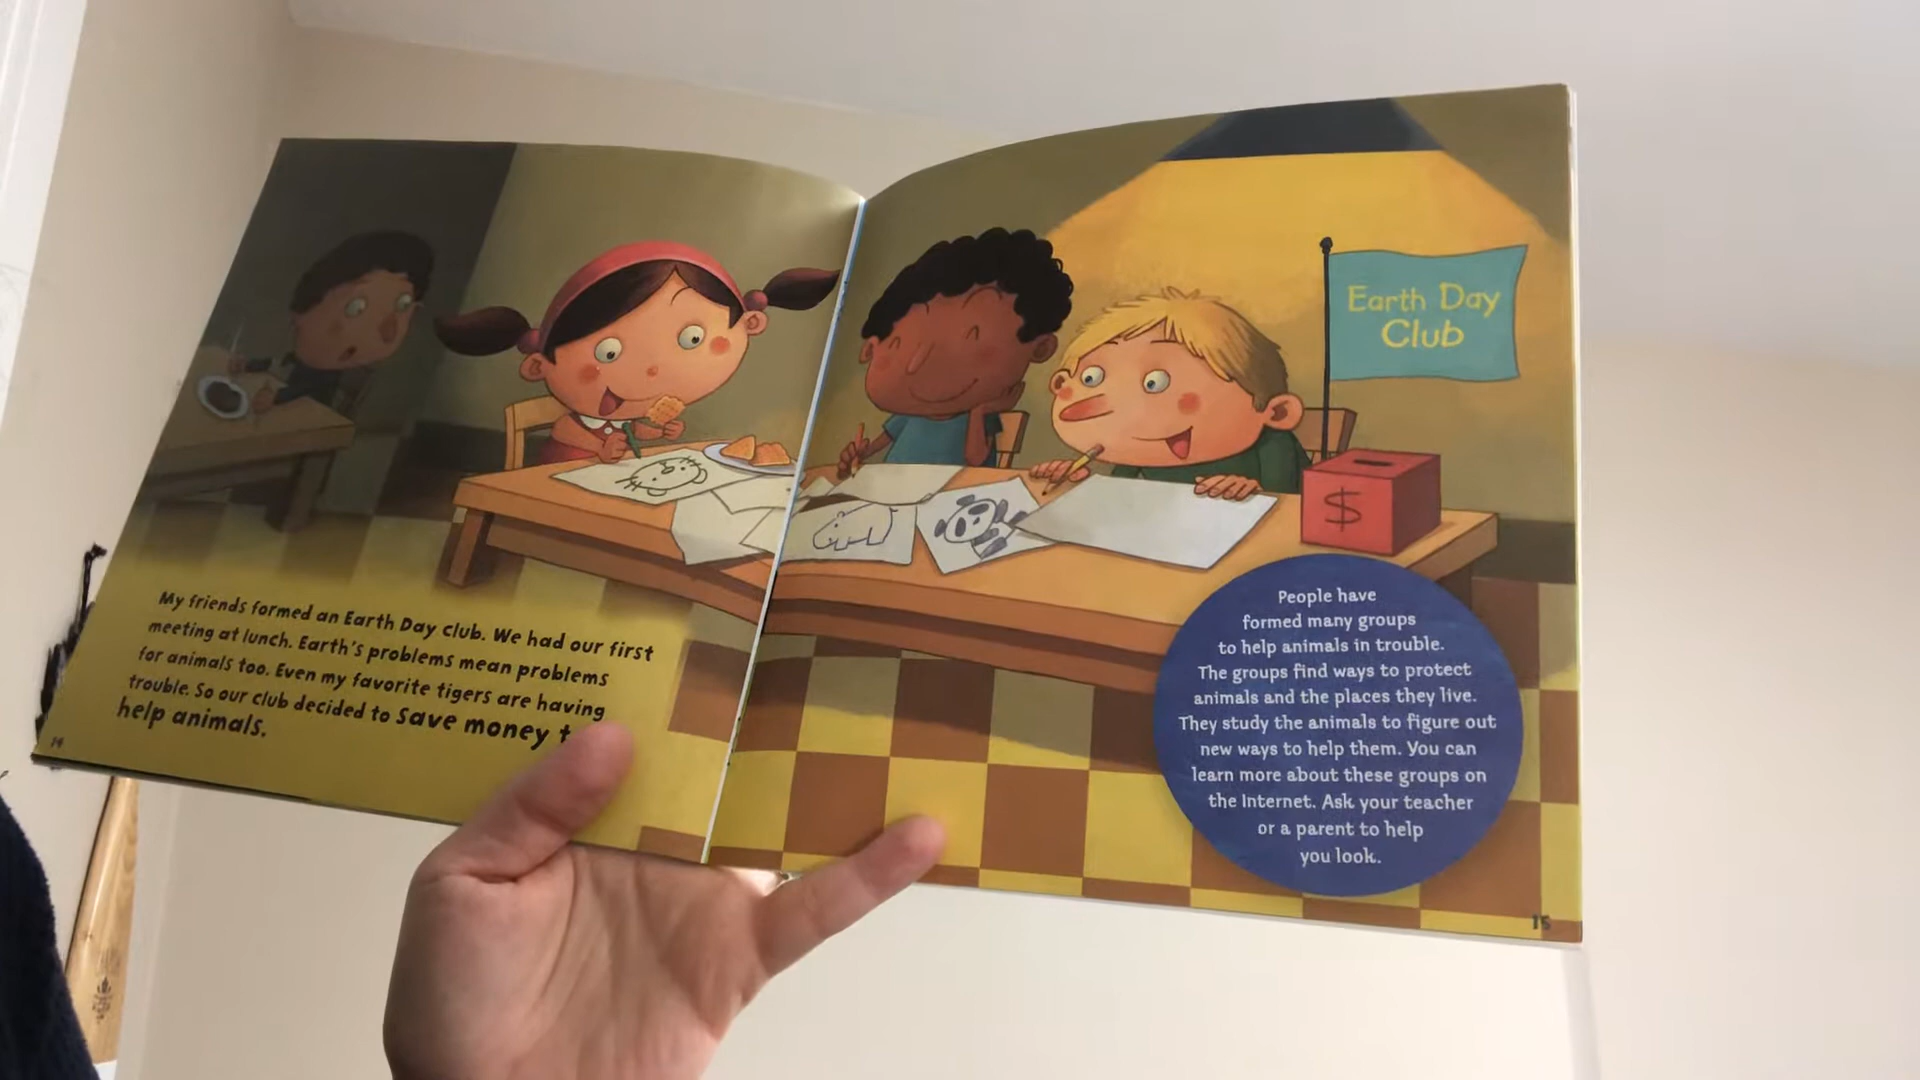 My friends formed an Earth Day club. We had our first
meeting at lunch. Earth's problems mean problems
for animals too. Even my favorite tigers are having
trouble. So our club decided to save money
help animals.
14
Earth Day
Club
$
People have
formed many groups
to help animals in trouble.
The groups find ways to protect
animals and the places they live.
They study the animals to figure out
new ways to help them. You can
learn more about these groups on
the Internet. Ask your teacher
or a parent to help
you look.
15